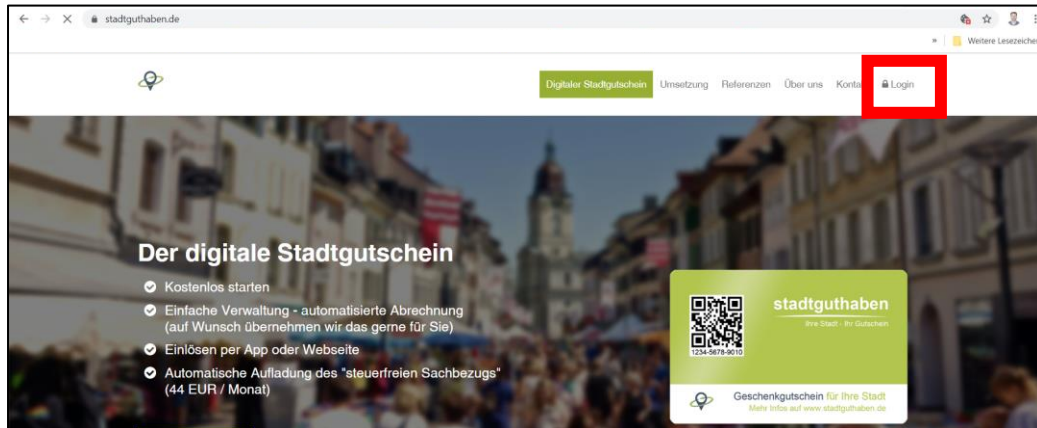 stadtguthaben.de
» Weitere Lesezeichen
Digitaler Stadtgutschein Umsetzung Referenzen Über uns Konta Login
Der digitale Stadtgutschein
Kostenlos starten
Einfache Verwaltung - automatisierte Abrechnung
(auf Wunsch übernehmen wir das gerne für Sie)
Einlösen per App oder Webseite
Automatische Aufladung des "steuerfreien Sachbezugs"
(44 EUR / Monat)
stadtguthaben
Ihre Stadt - Ihr Gutschein
1234-5678-9010
Geschenkgutschein für Ihre Stadt
Mehr Infos auf www.stadtguthaben.de